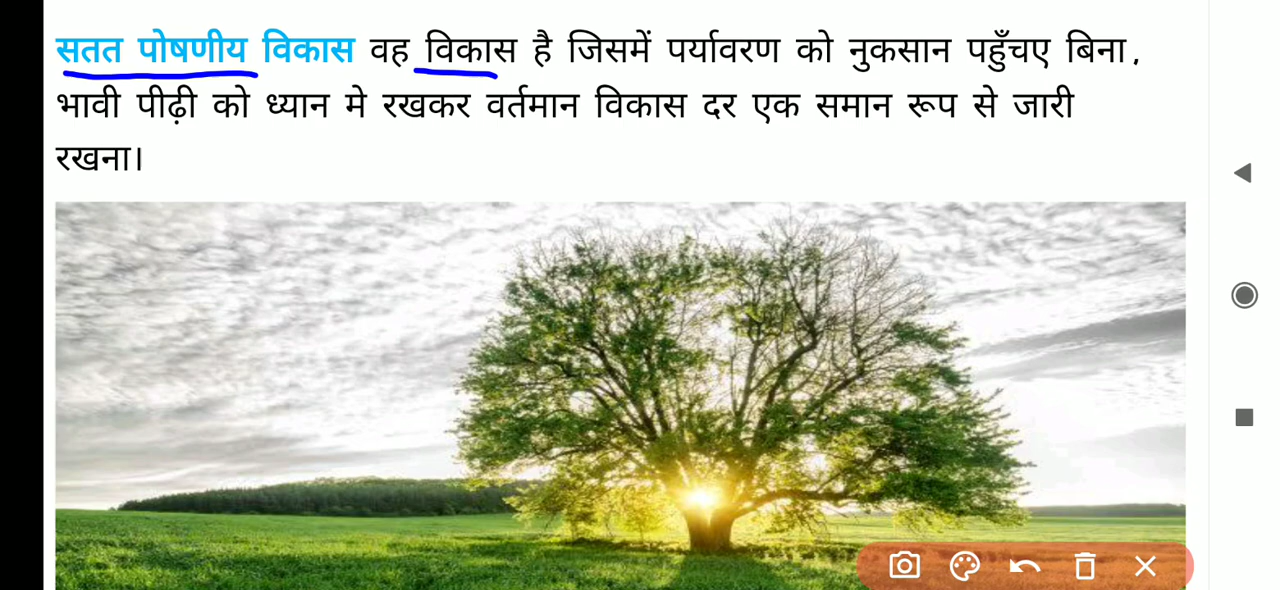 सतत पोषणीय विकास वह विकास है जिसमें पर्यावरण को नुकसान पहुँचए बिना,
भावी पीढ़ी को ध्यान मे रखकर वर्तमान विकास दर एक समान रूप से जारी
रखना।